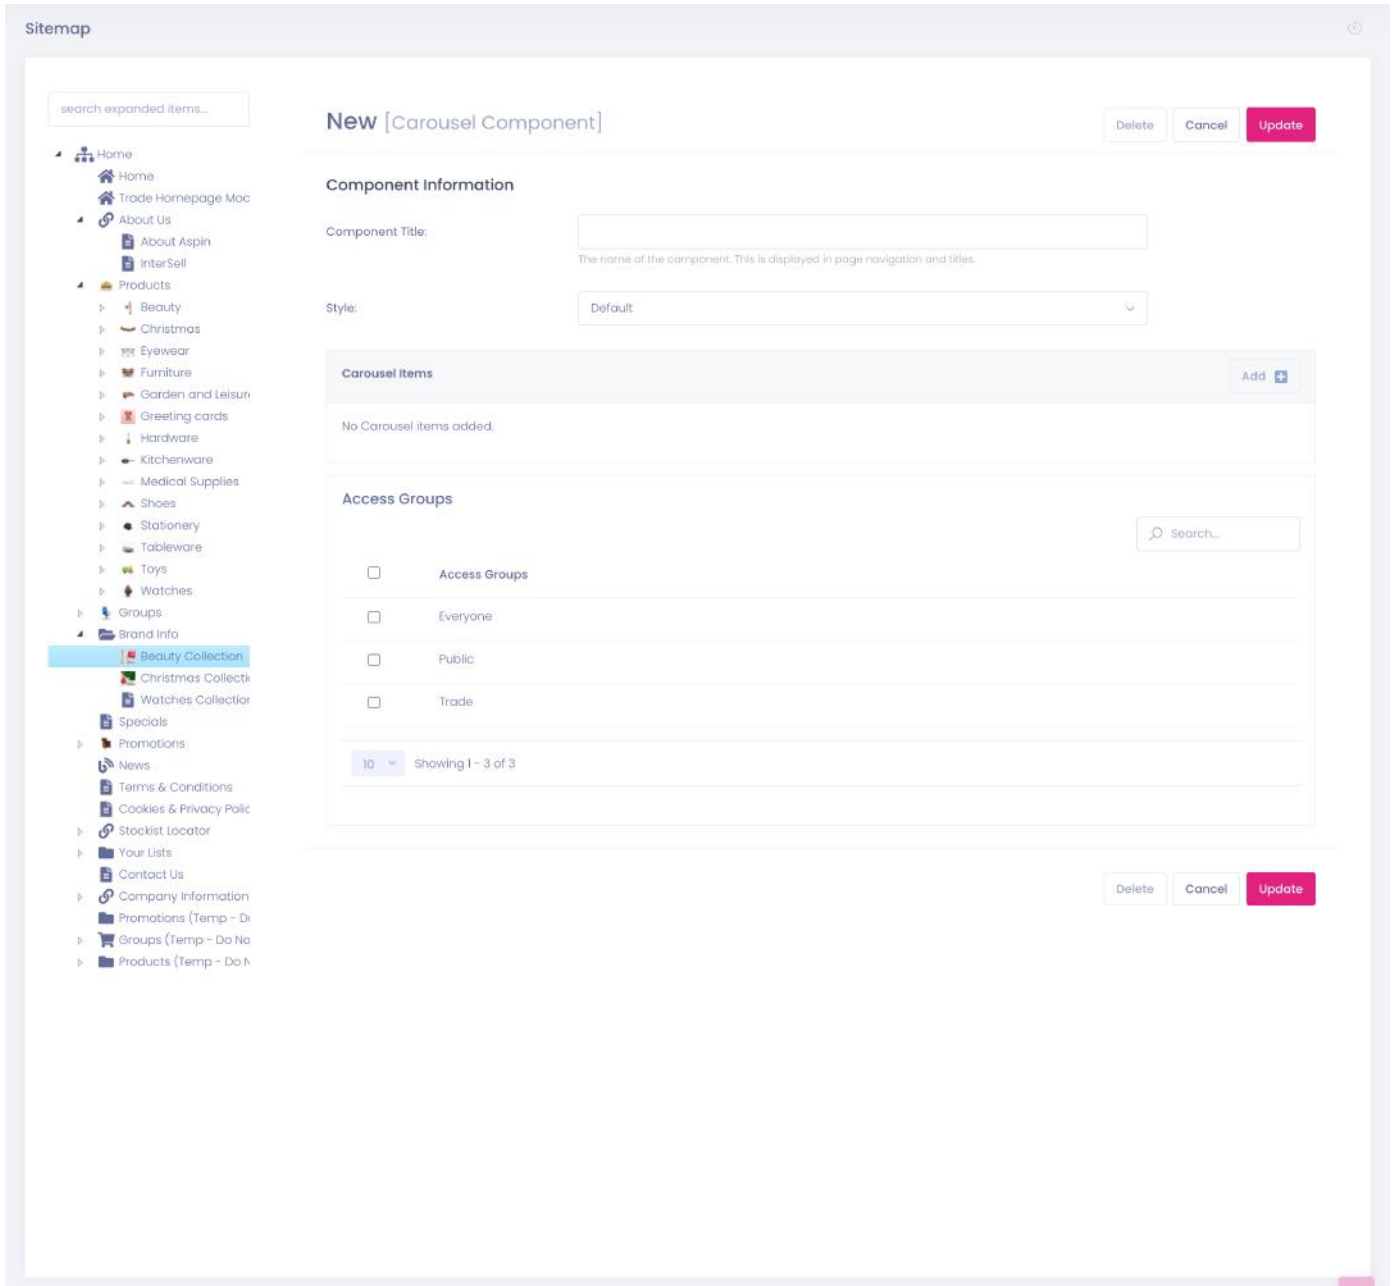 Sitemap
search expanded items...
Home
Home
Trade Homepage Moc
About Us
About Aspin
InterSell
Products
Beauty
Christmas
Eyewear
Furniture
Garden and Leisure
Greeting cards
Hardware
Kitchenware
Medical Supplies
Shoes
Stationery
Tableware
Toys
Watches
Groups
Brand Info
Beauty Collection
Christmas Collecti
Watches Collection
Specials
Promotions
News
Terms & Conditions
Cookies & Privacy Polic
Stockist Locator
Your Lists
Contact Us
Company Information
Promotions (Temp - D
Groups (Temp - Do No
Products (Temp - Do N
New [Carousel Component]
Delete Cancel Update
Component Information
Component Title:
The name of the component. This is displayed in page navigation and titles.
Style: Default
Carousel Items Add
No Carousel items added.
Access Groups
Search...
Access Groups
Everyone
Public
Trade
10 Showing 1 - 3 of 3
Delete Cancel Update